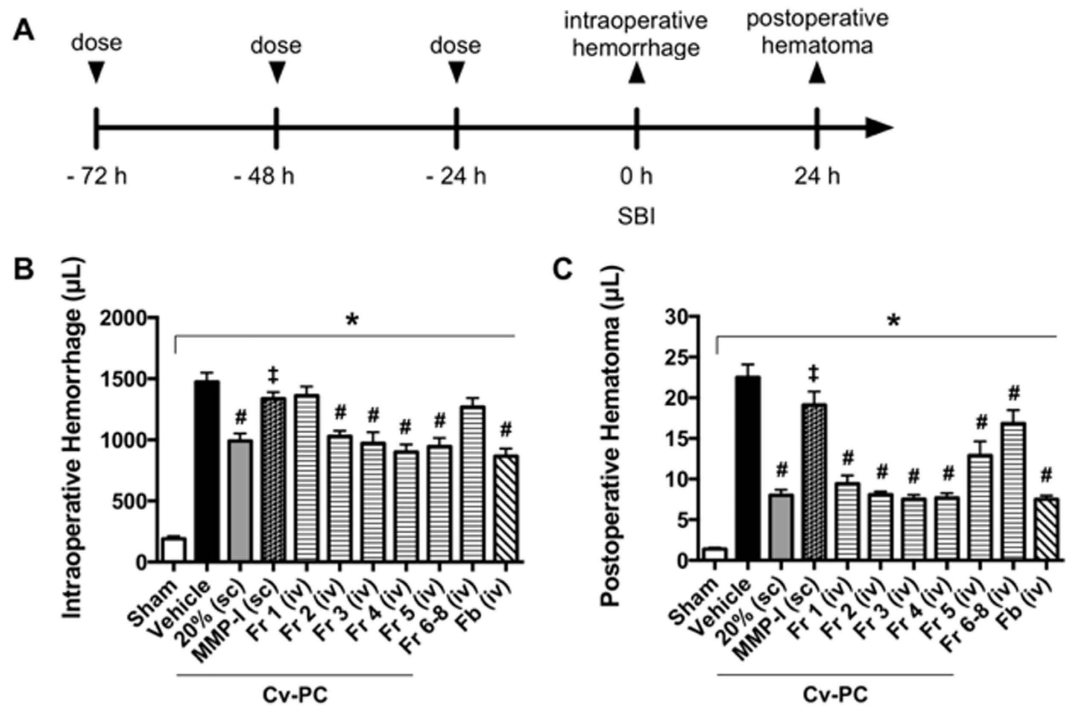 A
dose
dose
dose
intraoperative
hemorrhage
postoperative
hematoma
- 72 h
- 48 h
- 24 h
0 h
24 h
SBI
B
Intraoperative Hemorrhage (µL)
2000
1500
1000
500
0
*
#
‡
#
#
#
#
#
Sham
Vehicle
20% (sc)
MMP-I (sc)
Fr 1 (iv)
Fr 2 (iv)
Fr 3 (iv)
Fr 4 (iv)
Fr 5 (iv)
Fr 6-8 (iv)
Fb (iv)
Cv-PC
C
Postoperative Hematoma (µL)
30
25
20
15
10
5
0
*
#
‡
#
#
#
#
#
#
#
Sham
Vehicle
20% (sc)
MMP-I (sc)
Fr 1 (iv)
Fr 2 (iv)
Fr 3 (iv)
Fr 4 (iv)
Fr 5 (iv)
Fr 6-8 (iv)
Fb (iv)
Cv-PC